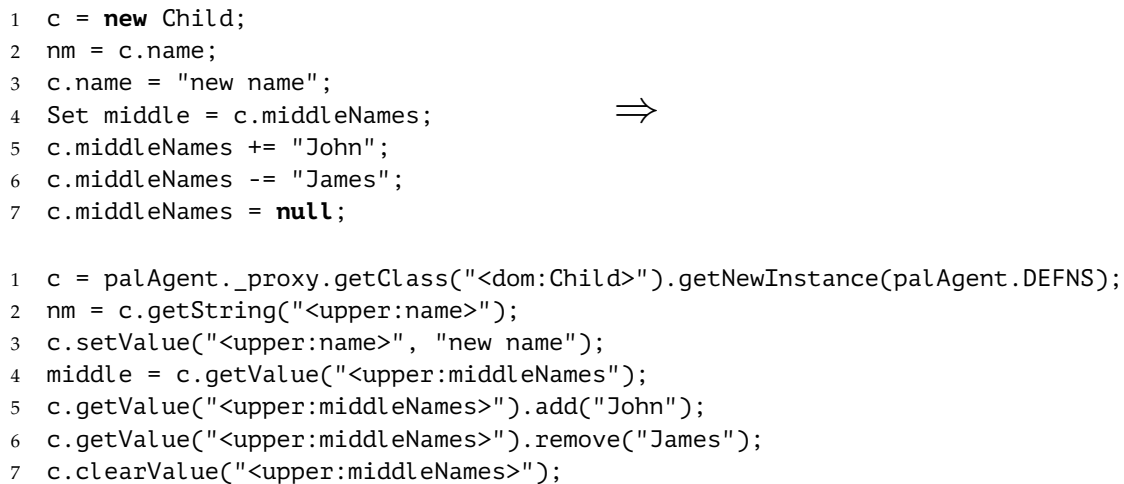 1 c = new Child;
2 nm = c.name;
3 c.name = "new name";
4 Set middle = c.middleNames; ⇒
5 c.middleNames += "John";
6 c.middleNames -= "James";
7 c.middleNames = null;
1 c = palAgent._proxy.getClass("<dom:Child>").getNewInstance(palAgent.DEFNS);
2 nm = c.getString("<upper:name>");
3 c.setValue("<upper:name>", "new name");
4 middle = c.getValue("<upper:middleNames");
5 c.getValue("<upper:middleNames>").add("John");
6 c.getValue("<upper:middleNames>").remove("James");
7 c.clearValue("<upper:middleNames>");